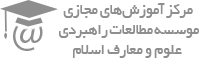 مرکز آموزش‌های مجازی
موسسه مطالعات راهبردی
علوم و معارف اسلام